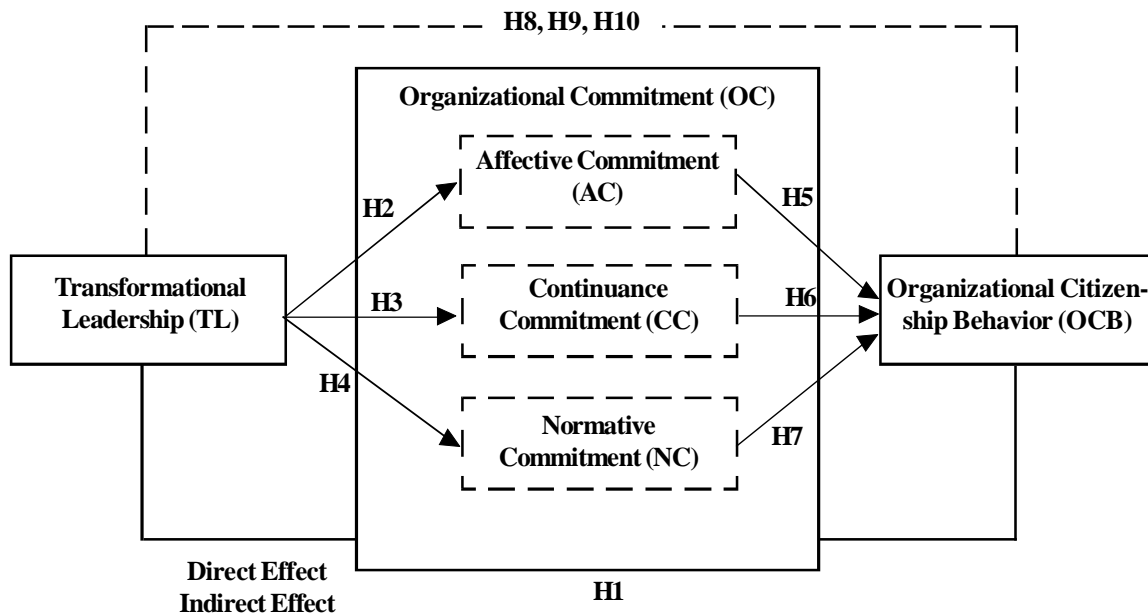 H8, H9, H10
Organizational Commitment (OC)
Affective Commitment
(AC)
H2
H5
Transformational
Leadership (TL)
H3
Continuance
Commitment (CC)
H6
Organizational Citizen-
ship Behavior (OCB)
H4
Normative
Commitment (NC)
H7
Direct Effect
Indirect Effect
H1